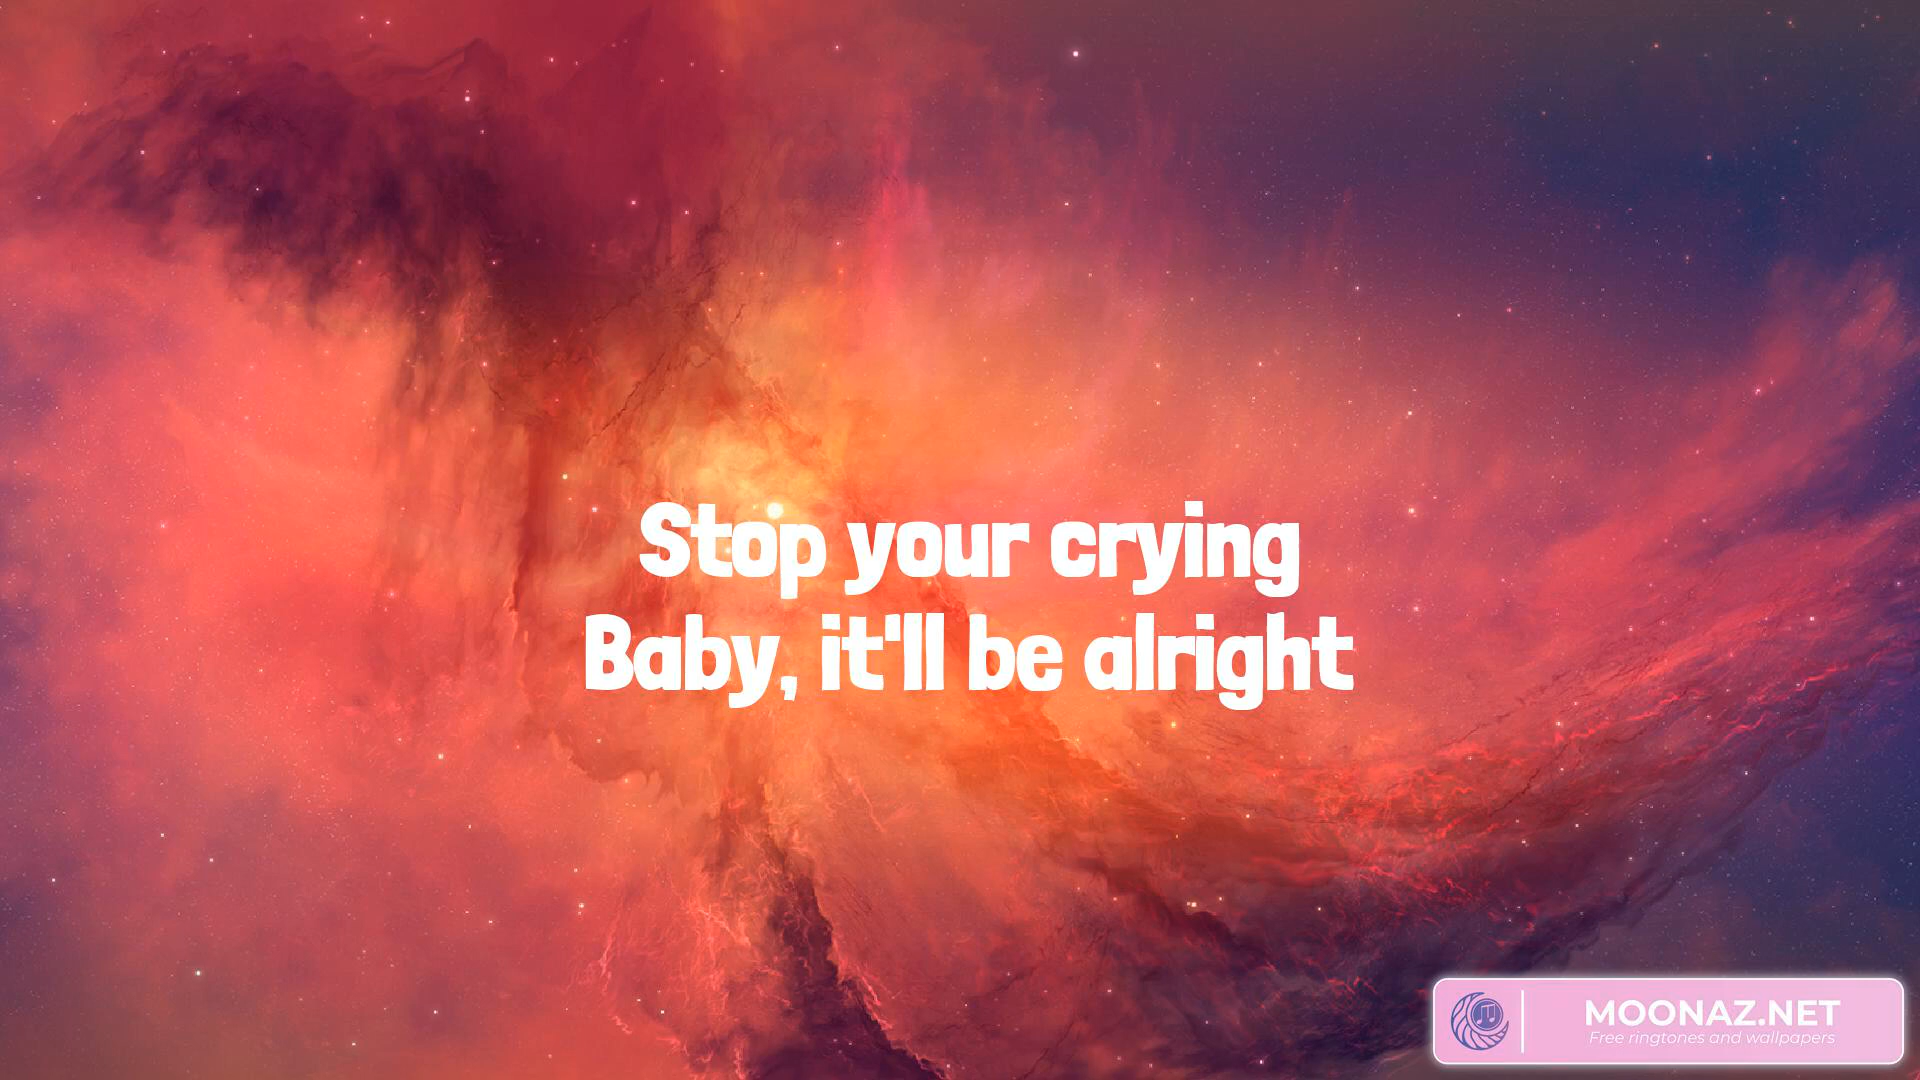 Stop your crying
Baby, it'll be alright
MOONAZ.NET
Free ringtones and wallpapers